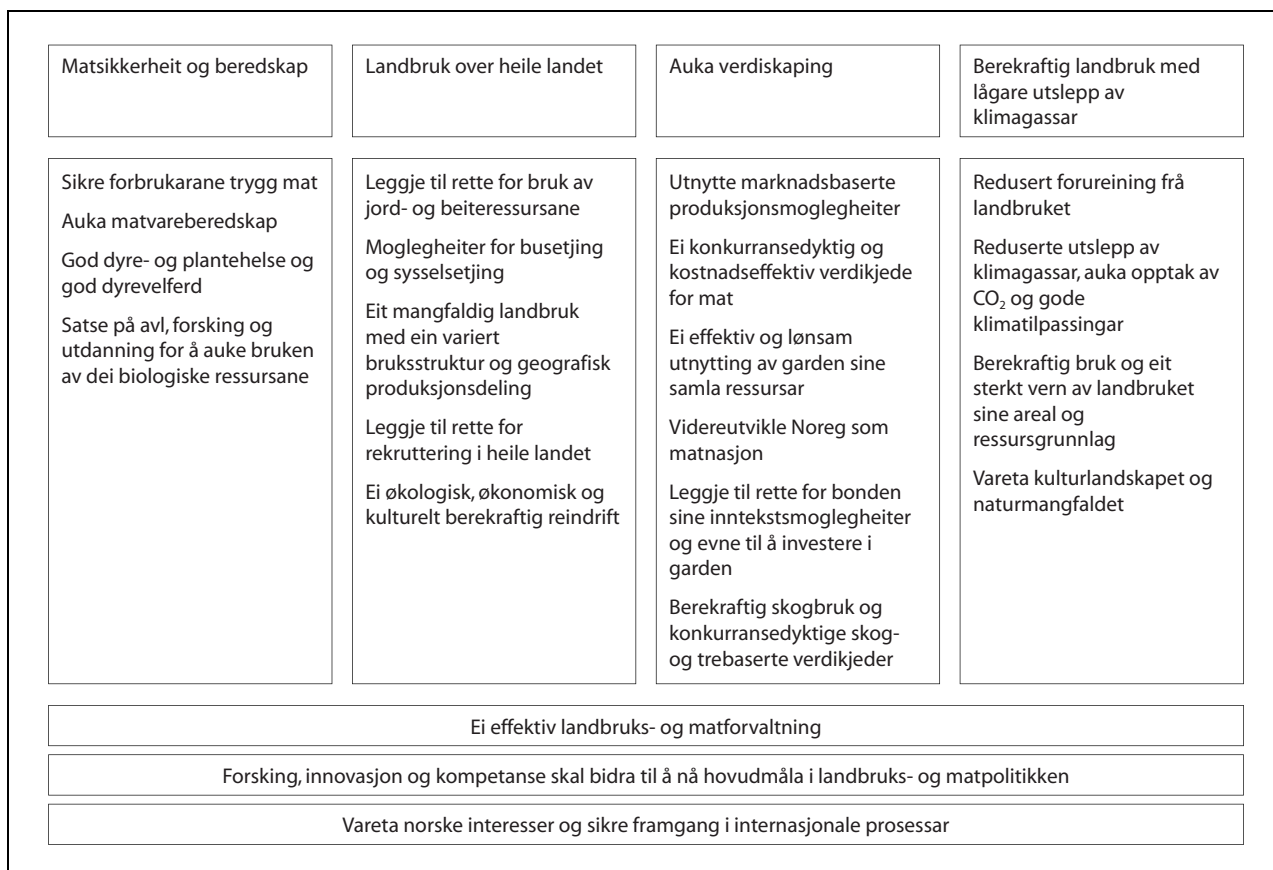 Matsikkerheit og beredskap
Landbruk over heile landet
Auka verdiskaping
Berekraftig landbruk med
lågare utslepp av
klimagassar
Sikre forbrukarane trygg mat
Auka matvareberedskap
God dyre- og plantehelse og
god dyrevelferd
Satse på avl, forsking og
utdanning for å auke bruken
av dei biologiske ressursane
Leggje til rette for bruk av
jord- og beiteressursane
Moglegheiter for busetjing
og sysselsetjing
Eit mangfaldig landbruk
med ein variert
bruksstruktur og geografisk
produksjonsdeling
Leggje til rette for
rekruttering i heile landet
Ei økologisk, økonomisk og
kulturelt berekraftig reindrift
Utnytte marknadsbaserte
produksjonsmoglegheiter
Ei konkurransedyktig og
kostnadseffektiv verdikjede
for mat
Ei effektiv og lønsam
utnytting av garden sine
samla ressursar
Videreutvikle Noreg som
matnasjon
Leggje til rette for bonden
sine inntekstsmoglegheiter
og evne til å investere i
garden
Berekraftig skogbruk og
konkurransedyktige skog-
og trebaserte verdikjeder
Redusert forureining frå
landbruket
Reduserte utslepp av
klimagassar, auka opptak av
CO₂ og gode
klimatilpassingar
Berekraftig bruk og eit
sterkt vern av landbruket
sine areal og
ressursgrunnlag
Vareta kulturlandskapet og
naturmangfaldet
Ei effektiv landbruks- og matforvaltning
Forsking, innovasjon og kompetanse skal bidra til å nå hovudmåla i landbruks- og matpolitikken
Vareta norske interesser og sikre framgang i internasjonale prosessar